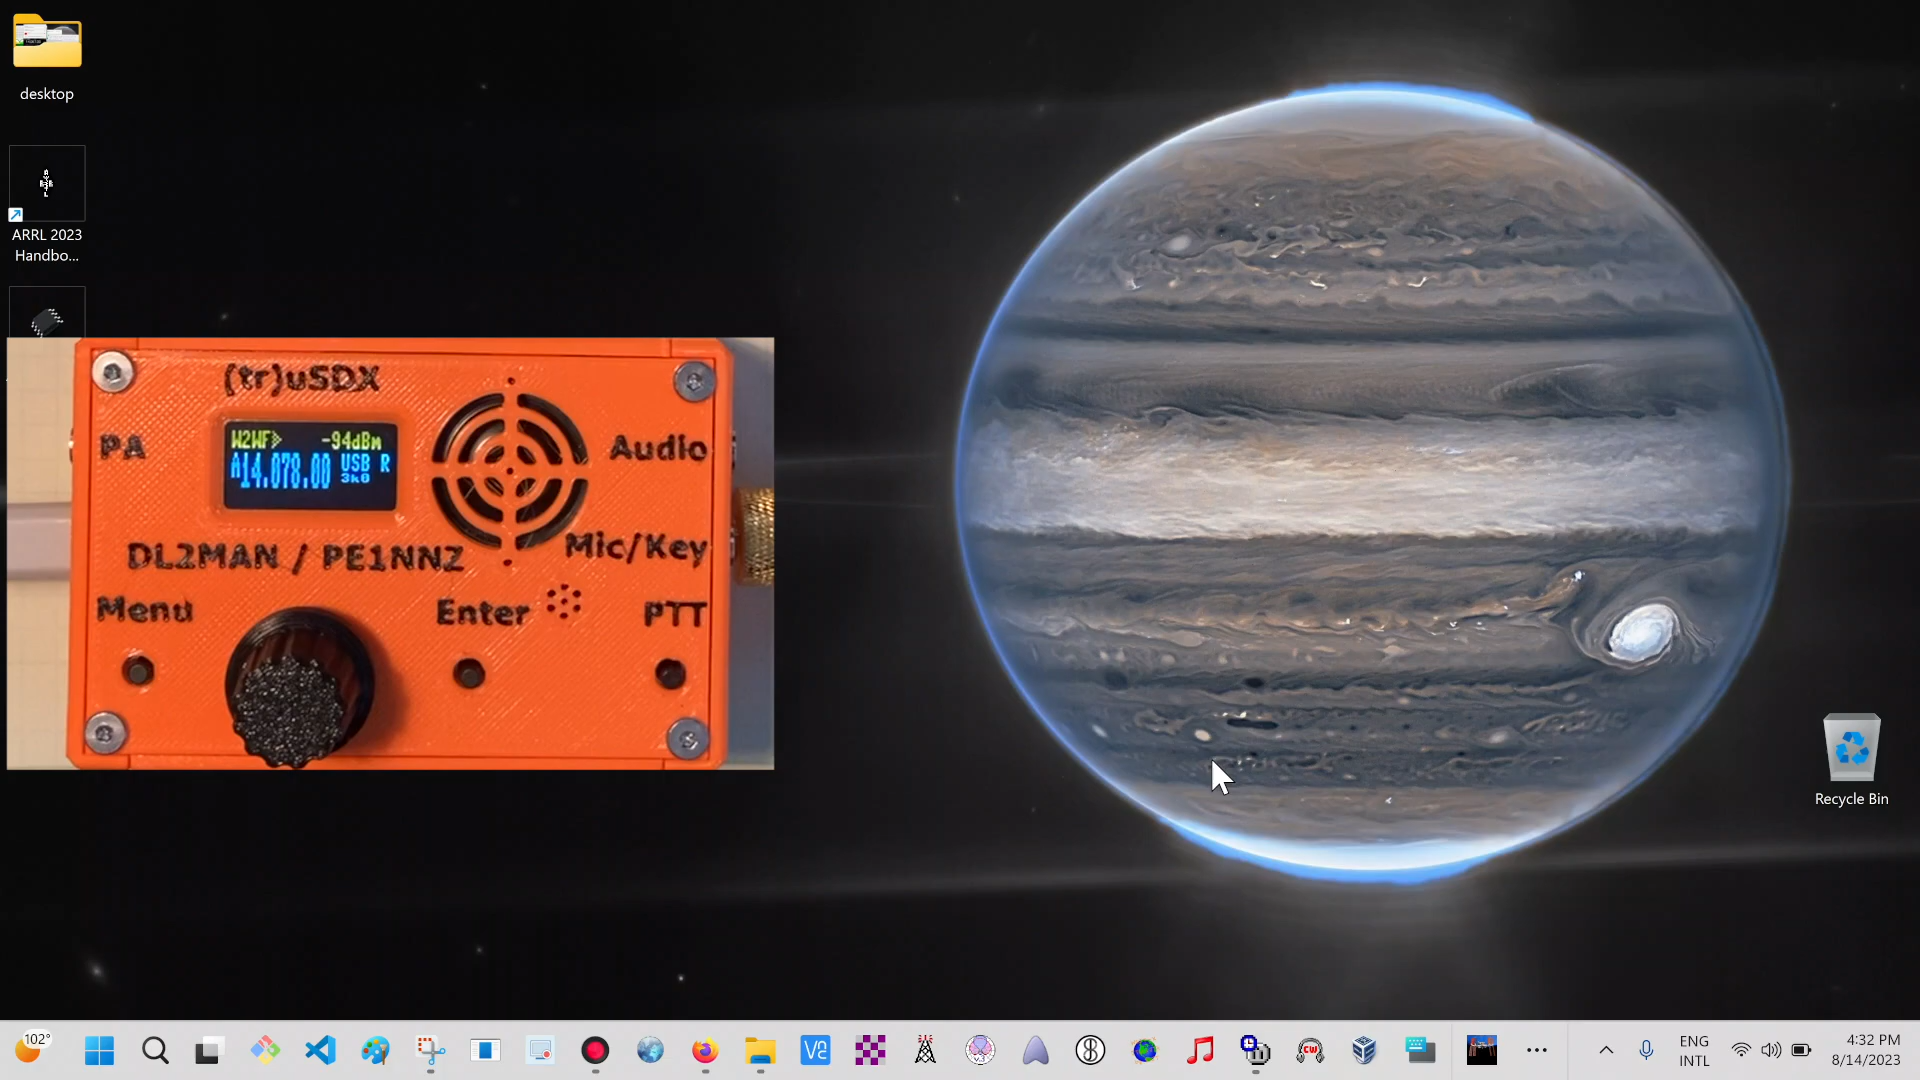 desktop
ARRL 2023
Handbo...
(tr)uSDX
PA
W2WF> -94dBm
A14.078.00 USB R
3k0
Audio
DL2MAN / PE1NNZ
Mic/Key
Menu
Enter
PTT
Recycle Bin
102°
ENG
INTL
4:32 PM
8/14/2023
CW